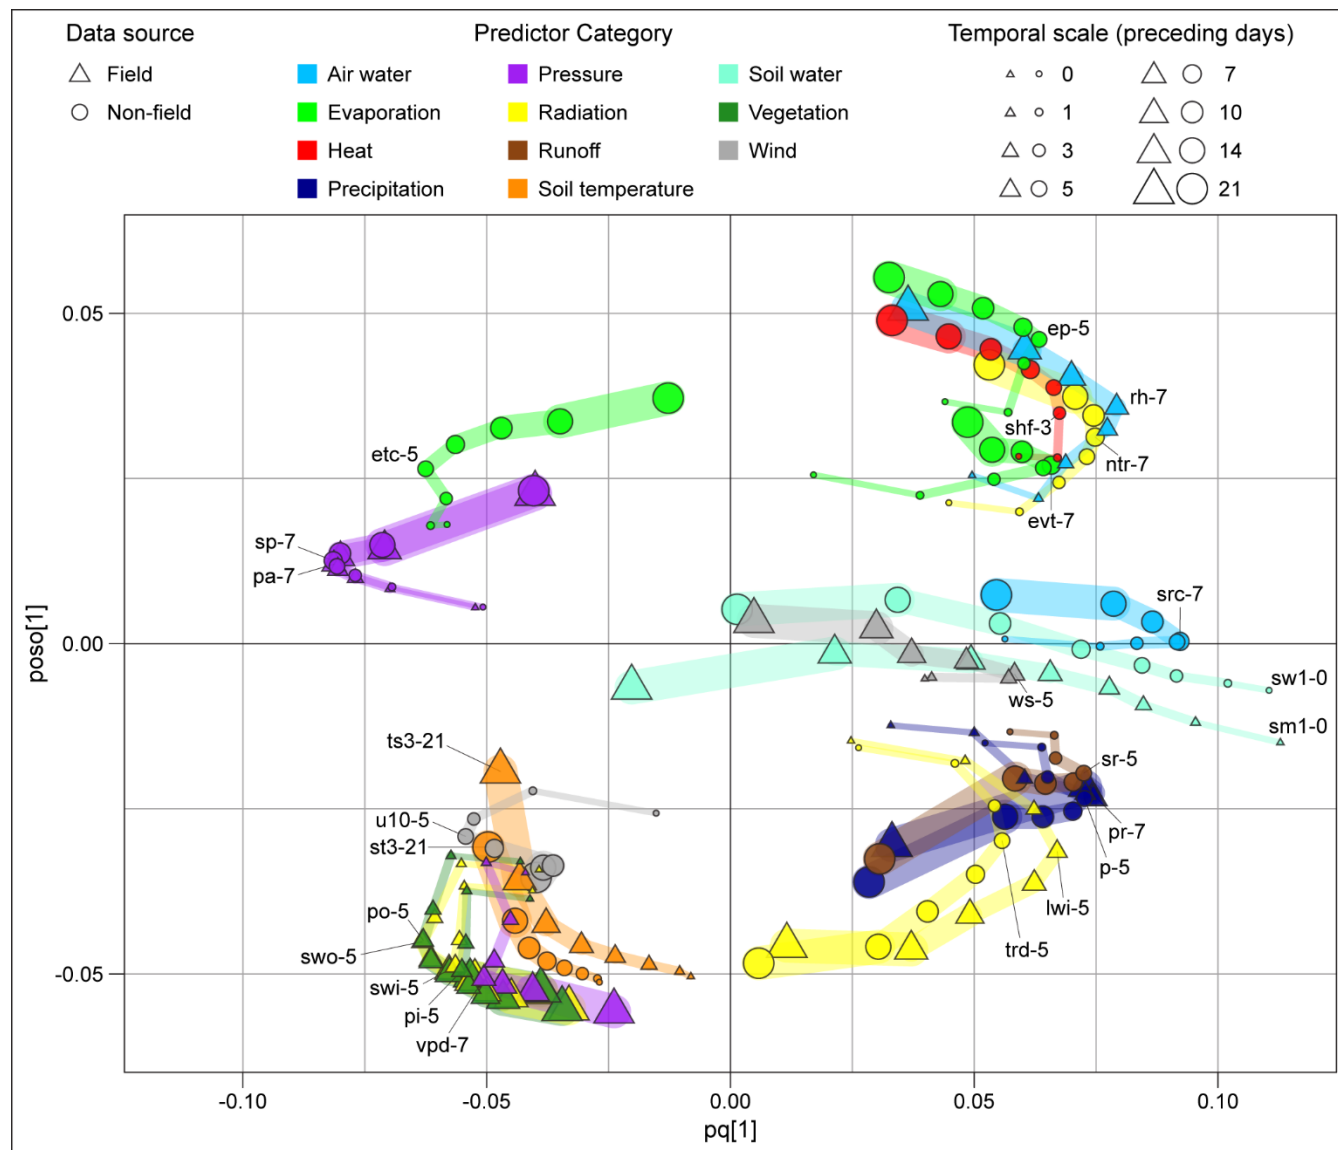 Data source
Predictor Category
Temporal scale (preceding days)
Field
Air water
Pressure
Soil water
0
7
Non-field
Evaporation
Radiation
Vegetation
1
10
Heat
Runoff
Wind
3
14
Precipitation
Soil temperature
5
21
0.05
ep-5
rh-7
shf-3
etc-5
ntr-7
evt-7
sp-7
pa-7
src-7
0.00
sw1-0
ws-5
sm1-0
ts3-21
sr-5
u10-5
pr-7
st3-21
p-5
lwi-5
po-5
trd-5
swo-5
-0.05
swi-5
pi-5
vpd-7
poso[1]
-0.10
-0.05
0.00
0.05
0.10
pq[1]